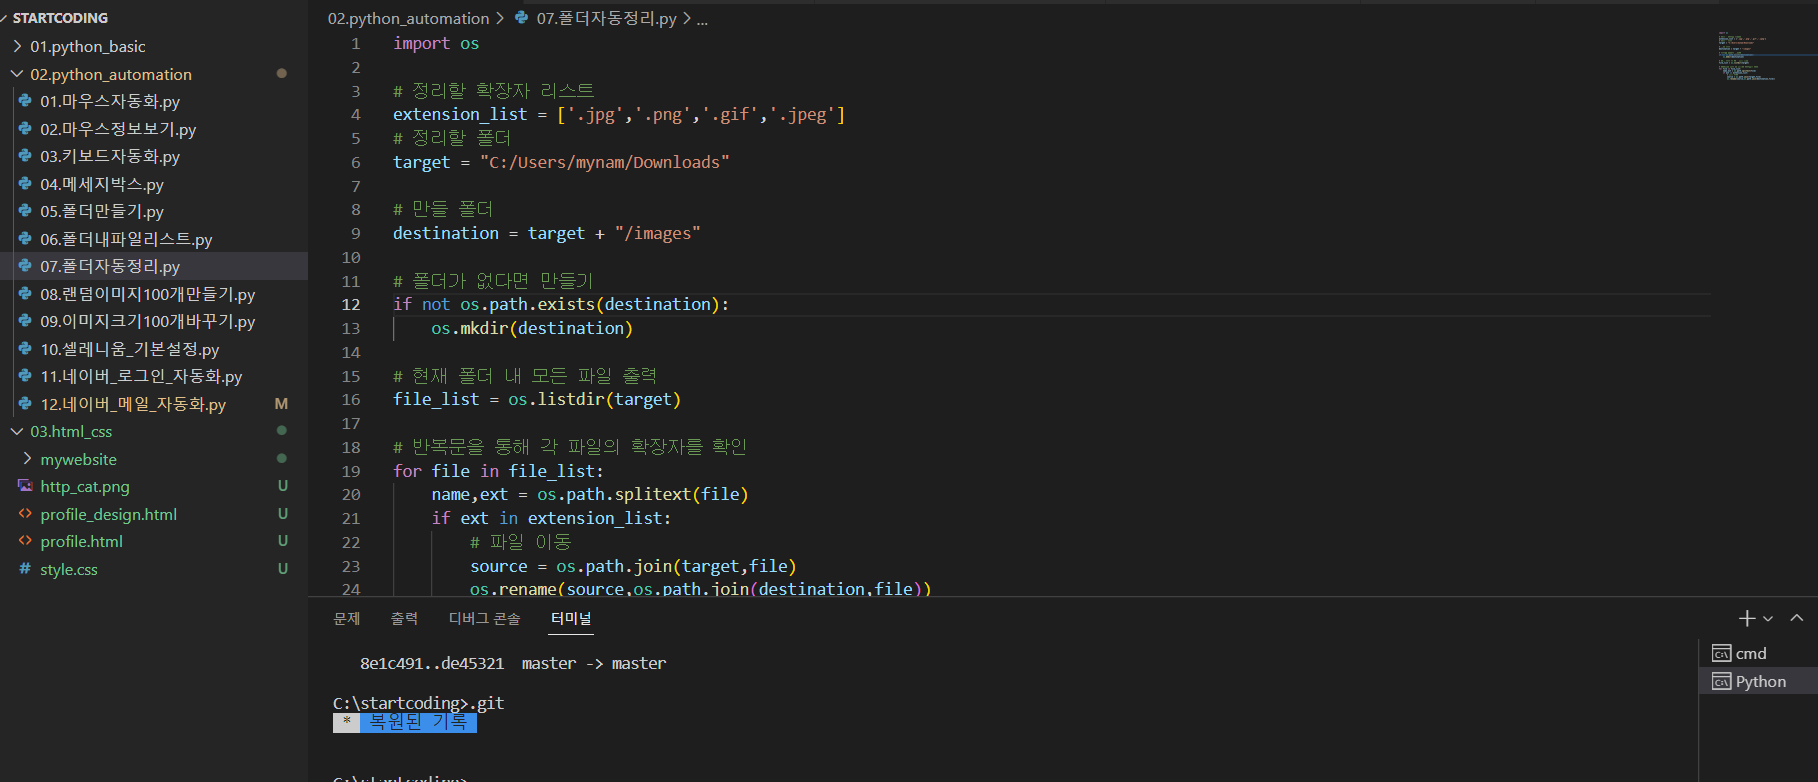 STARTCODING
01.python_basic
02.python_automation
01.마우스자동화.py
02.마우스정보보기.py
03.키보드자동화.py
04.메세지박스.py
05.폴더만들기.py
06.폴더내파일리스트.py
07.폴더자동정리.py
08.랜덤이미지100개만들기.py
09.이미지크기100개바꾸기.py
10.셀레니움_기본설정.py
11.네이버_로그인_자동화.py
12.네이버_메일_자동화.py M
03.html_css
mywebsite
http_cat.png U
profile_design.html U
profile.html U
style.css U
02.python_automation > 07.폴더자동정리.py > ...
1 import os
2
3 # 정리할 확장자 리스트
4 extension_list = ['.jpg','.png','.gif','.jpeg']
5 # 정리할 폴더
6 target = "C:/Users/mynam/Downloads"
7
8 # 만들 폴더
9 destination = target + "/images"
10
11 # 폴더가 없다면 만들기
12 if not os.path.exists(destination):
13 os.mkdir(destination)
14
15 # 현재 폴더 내 모든 파일 출력
16 file_list = os.listdir(target)
17
18 # 반복문을 통해 각 파일의 확장자를 확인
19 for file in file_list:
20 name,ext = os.path.splitext(file)
21 if ext in extension_list:
22 # 파일 이동
23 source = os.path.join(target,file)
24 os.rename(source,os.path.join(destination,file))
문제 출력 디버그 콘솔 터미널
8e1c491..de45321 master -> master
C:\startcoding>.git
* 복원된 기록
C:\startcoding>
cmd
Python